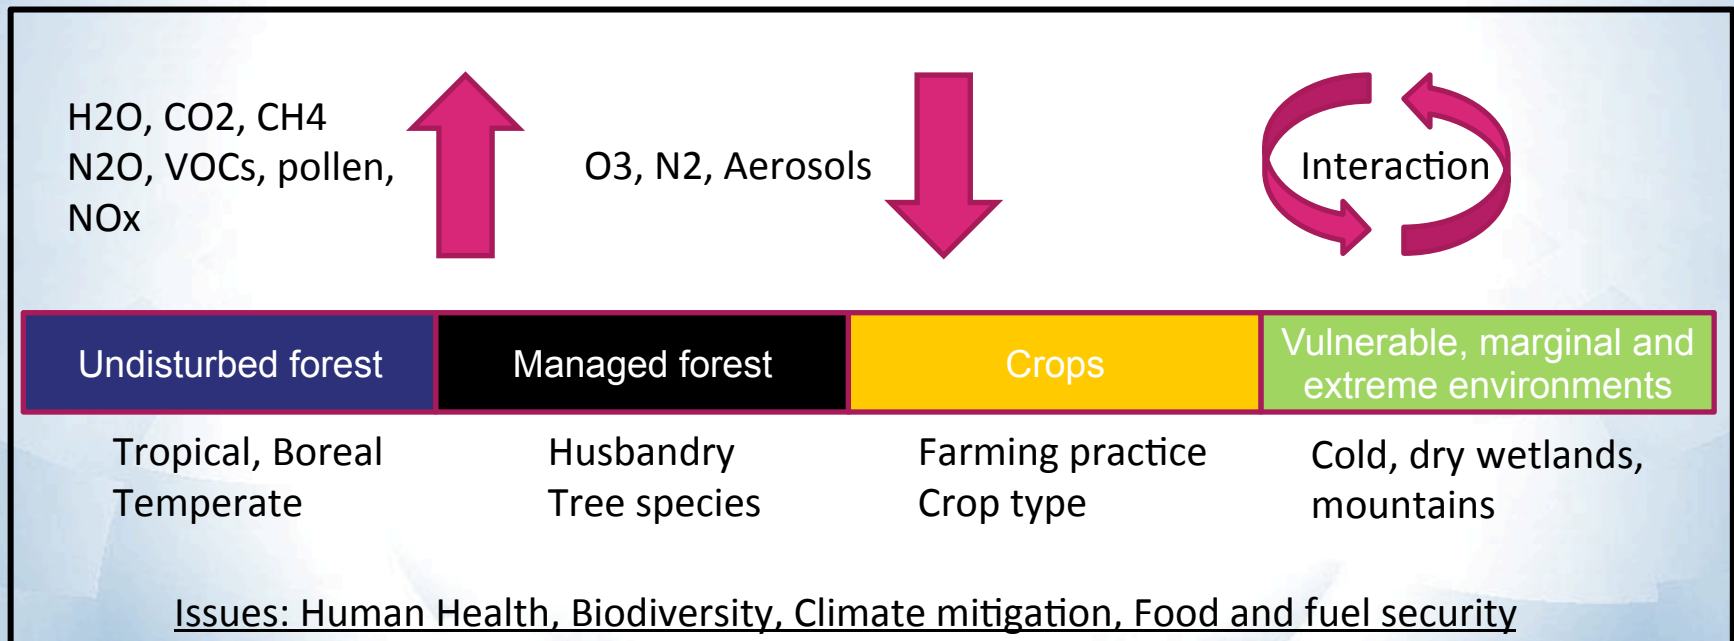 H2O, CO2, CH4
N2O, VOCs, pollen,
NOx
O3, N2, Aerosols
Interaction
Undisturbed forest
Managed forest
Crops
Vulnerable, marginal and
extreme environments
Tropical, Boreal
Temperate
Husbandry
Tree species
Farming practice
Crop type
Cold, dry wetlands,
mountains
Issues: Human Health, Biodiversity, Climate mitigation, Food and fuel security